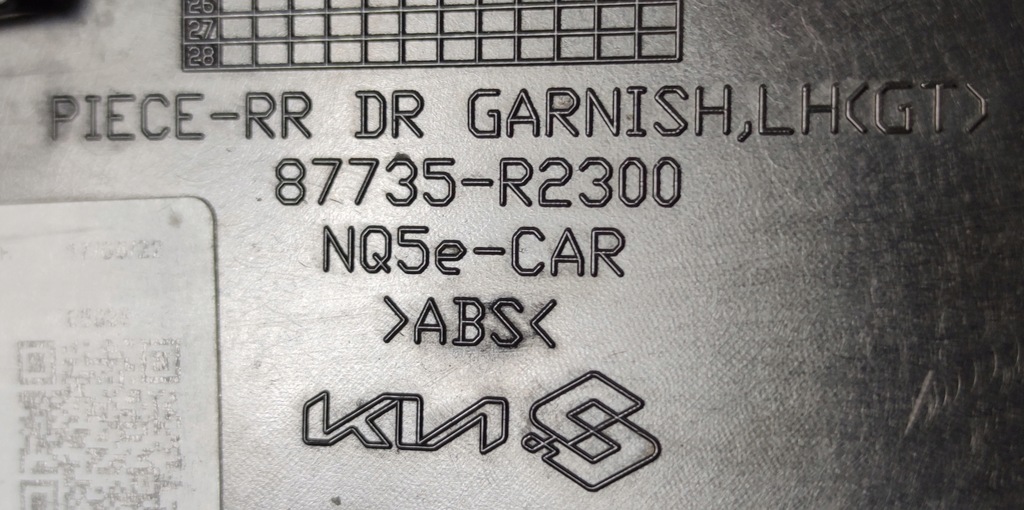 26
27
28
PIECE-RR DR GARNISH,LH(GT)
87735-R2300
NQ5e-CAR
>ABS<
KIA